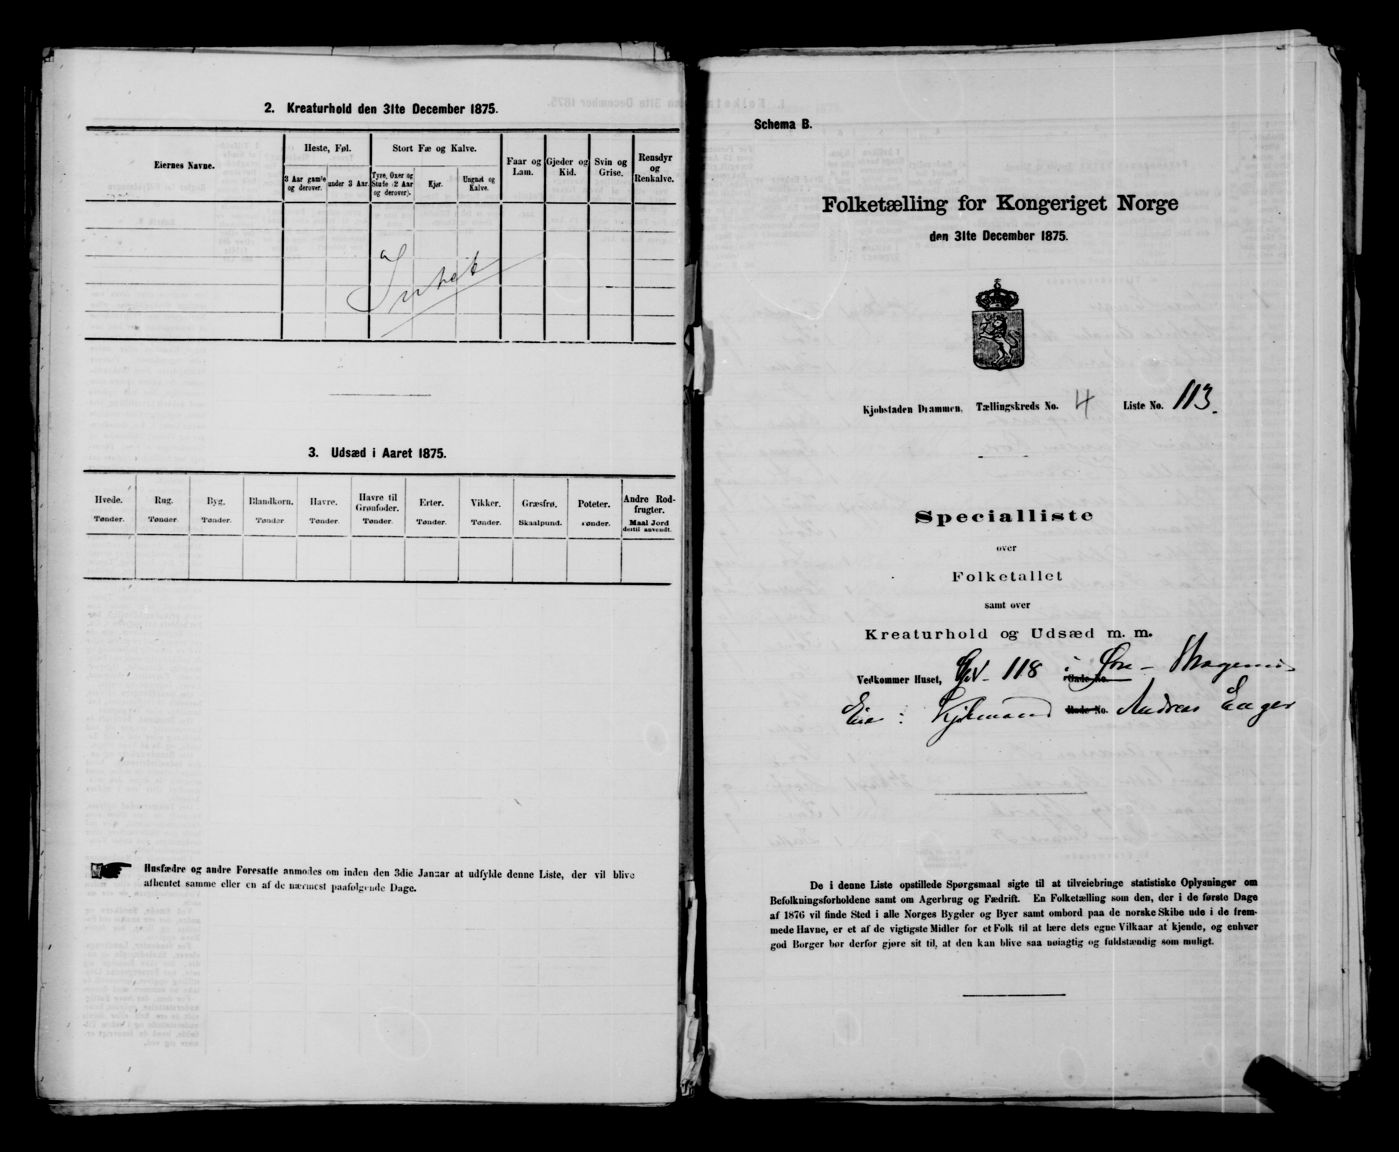 2. Kreaturhold den 31te December 1875.
Eiernes Navne.
Heste, Føl.
Stort Fæ og Kalve.
Faar og Lam.
Gjeder og Kid.
Svin og Grise.
Rensdyr og Renkalve.
3 Aar gamle og derover.
under 3 Aar.
Tyre, Oxer og Stude (2 Aar og derover).
Kjør.
Ungnøt og Kalve.
3. Udsæd i Aaret 1875.
Hvede. Rug. Byg. Blandkorn. Havre. Havre til Grønfoder. Erter. Vikker. Græsfrø. Poteter. Andre Rodfrugter.
Tønder. Tønder. Tønder. Tønder. Tønder. Tønder. Tønder. Tønder. Skaalpund. Tønder. Maal Jord dertil anvendt.
Husfædre og andre Foresatte anmodes om inden den 3die Januar at udfylde denne Liste, der vil blive
afhentet samme eller en af de nærmest paafølgende Dage.
Schema B.
Folketælling for Kongeriget Norge
den 31te December 1875.
Kjøbstaden Drammen, Tællingskreds No. 4 Liste No. 113.
Specialliste
over
Folketallet
samt over
Kreaturhold og Udsæd m. m.
Vedkommer Huset, 118 i
Eier: No. Andreas
De i denne Liste opstillede Spørgsmaal sigte til at tilveiebringe statistiske Oplysninger om
Befolkningsforholdene samt om Agerbrug og Fædrift. En Folketælling som den, der i de første Dage
af 1876 vil finde Sted i alle Norges Bygder og Byer samt ombord paa de norske Skibe ude i de frem-
mede Havne, er et af de vigtigste Midler for et Folk til at lære dets egne Vilkaar at kjende, og enhver
god Borger bør derfor gjøre sit til, at den kan blive saa nøiagtig og fuldstændig som muligt.